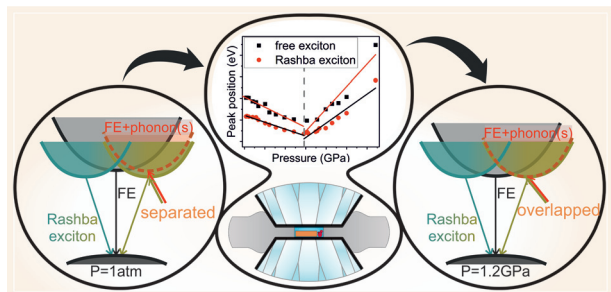 FE+phonon(s)
FE
Rashba
exciton
separated
P=1atm
Peak position (eV)
free exciton
Rashba exciton
Pressure (GPa)
FE+phonon(s)
FE
Rashba
exciton
overlapped
P=1.2GPa